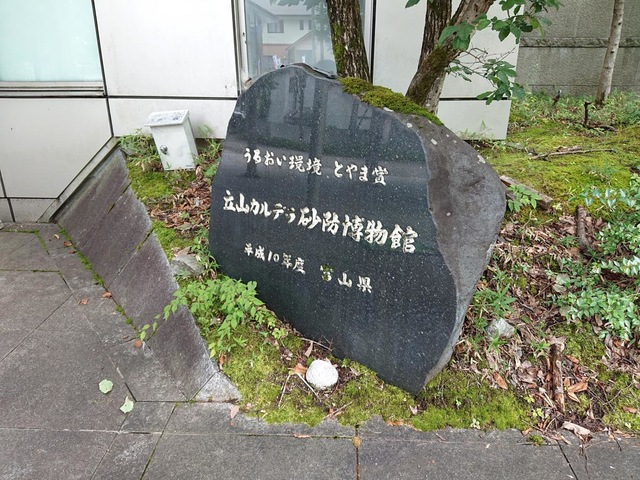 うるおい環境 とやま賞
立山カルデラ砂防博物館
平成10年度 富山県